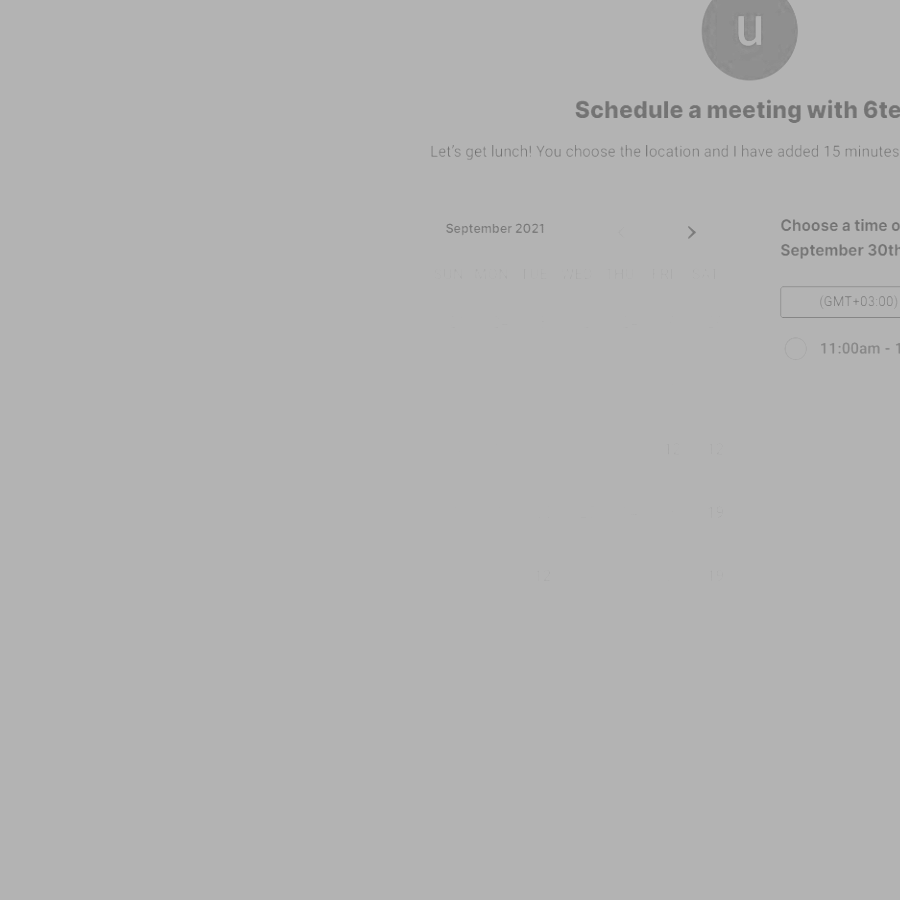 u
Schedule a meeting with 6te
Let's get lunch! You choose the location and I have added 15 minutes
September 2021
Choose a time o
September 30th
(GMT+03:00)
11:00am - 1